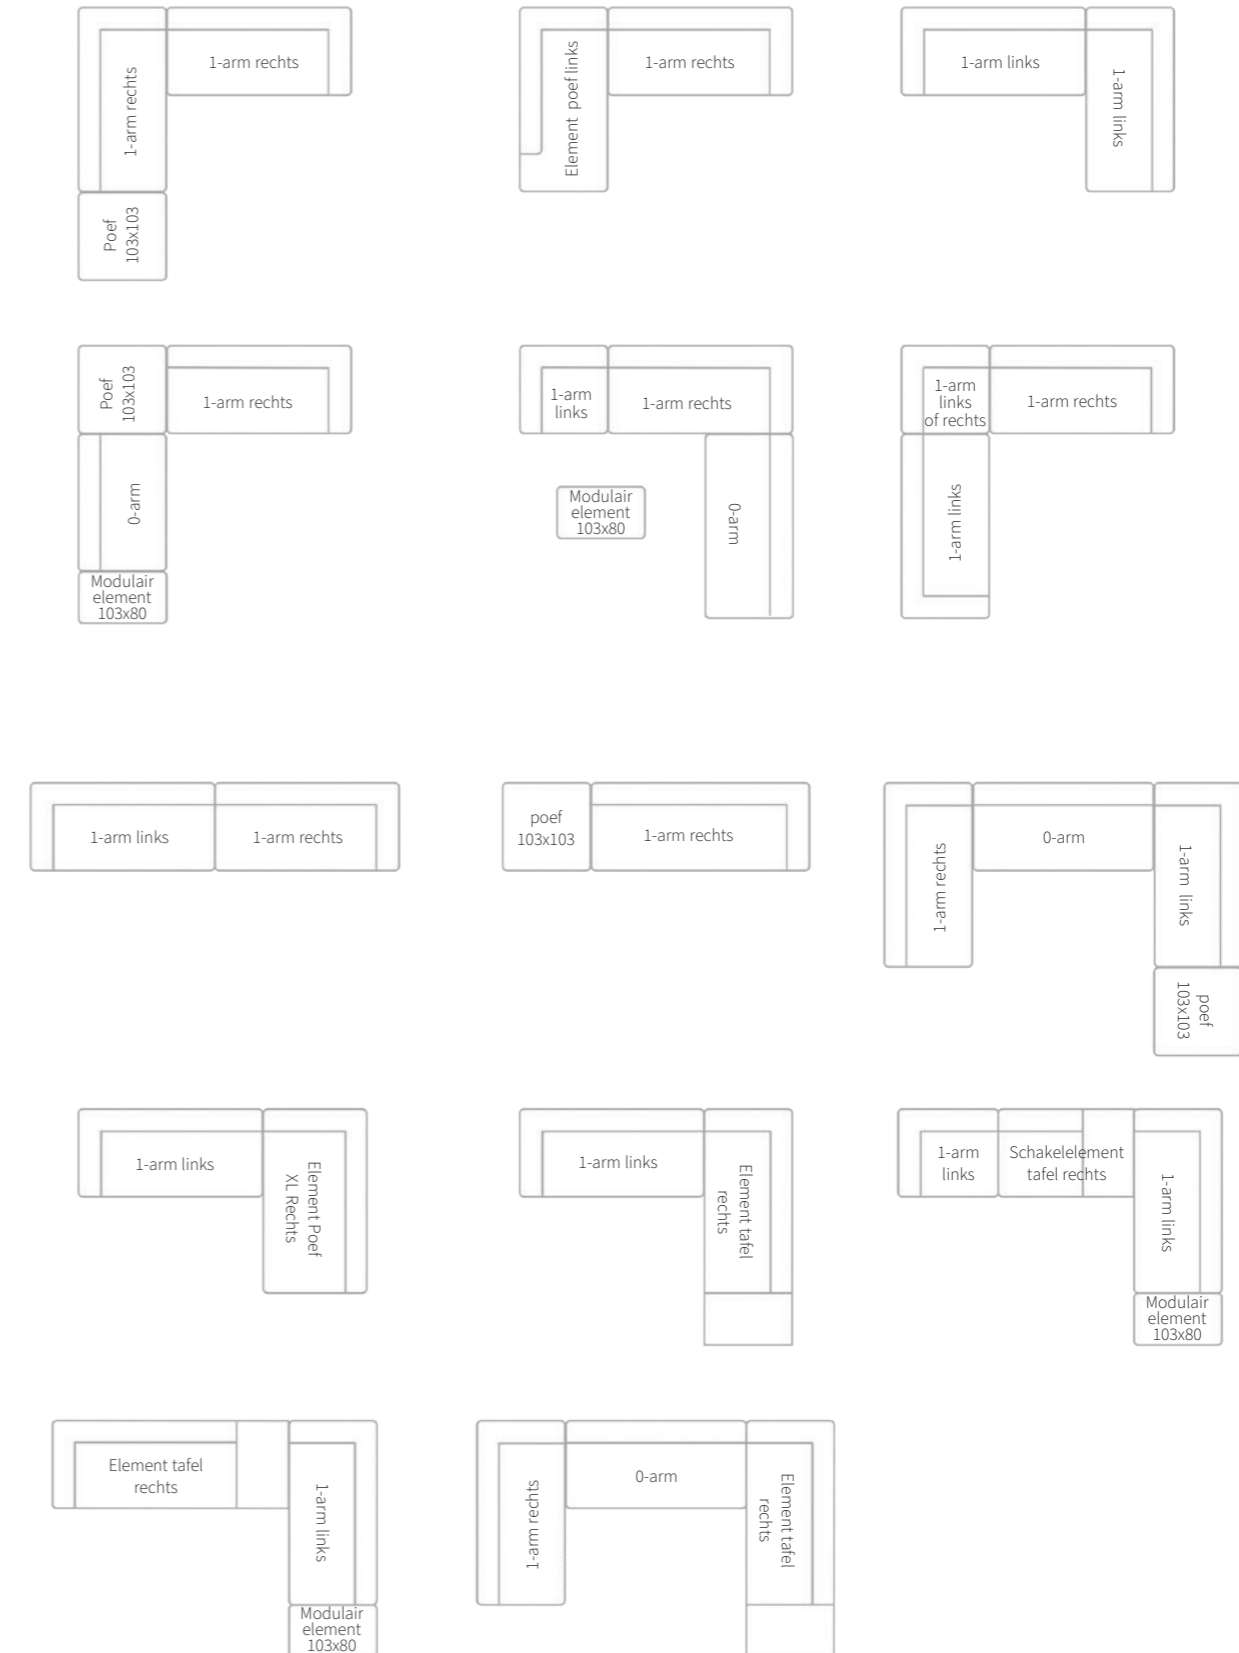 1-arm rechts
1-arm rechts
Poef
103x103
Element poef links
1-arm rechts
1-arm links
1-arm links
Poef
103x103
1-arm rechts
0-arm
Modulair
element
103x80
1-arm
links
1-arm rechts
Modulair
element
103x80
0-arm
1-arm
links
of rechts
1-arm rechts
1-arm links
1-arm links
1-arm rechts
poef
103x103
1-arm rechts
1-arm rechts
0-arm
1-arm links
poef
103x103
1-arm links
Element Poef
XL Rechts
1-arm links
Element tafel
rechts
1-arm
links
Schakelelement
tafel rechts
1-arm links
Modulair
element
103x80
Element tafel
rechts
1-arm links
Modulair
element
103x80
1-arm rechts
0-arm
Element tafel
rechts